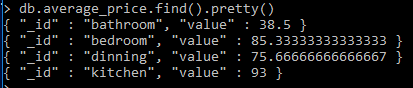 > db.average_price.find().pretty()
{ "_id" : "bathroom", "value" : 38.5 }
{ "_id" : "bedroom", "value" : 85.33333333333333 }
{ "_id" : "dinning", "value" : 75.66666666666667 }
{ "_id" : "kitchen", "value" : 93 }